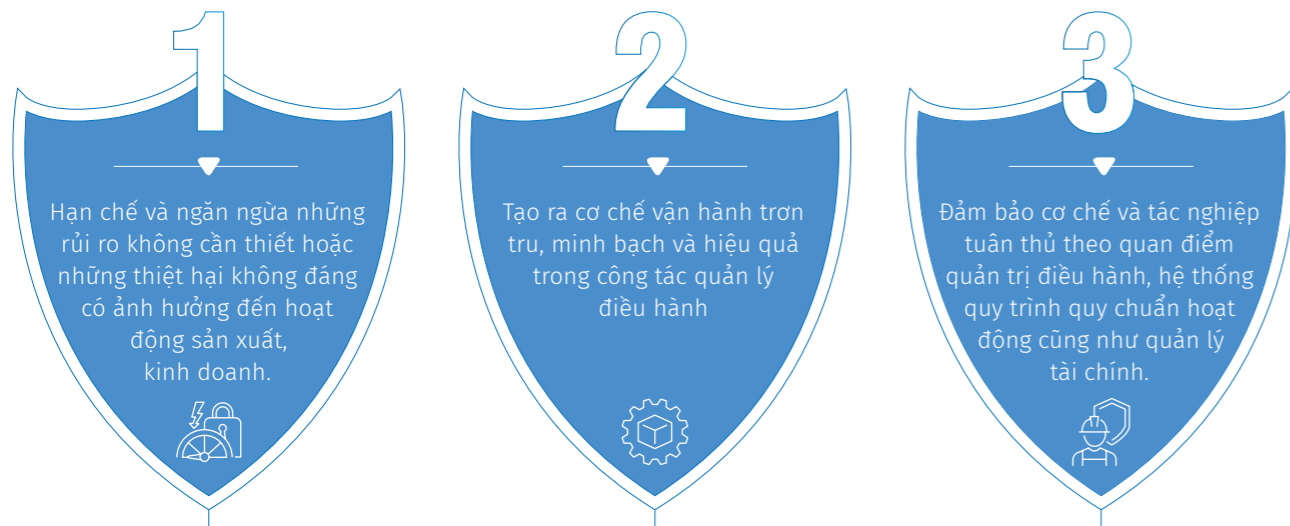 1
Hạn chế và ngăn ngừa những
rủi ro không cần thiết hoặc
những thiệt hại không đáng
có ảnh hưởng đến hoạt
động sản xuất,
kinh doanh.
2
Tạo ra cơ chế vận hành trơn
tru, minh bạch và hiệu quả
trong công tác quản lý
điều hành
3
Đảm bảo cơ chế và tác nghiệp
tuân thủ theo quan điểm
quản trị điều hành, hệ thống
quy trình quy chuẩn hoạt
động cũng như quản lý
tài chính.